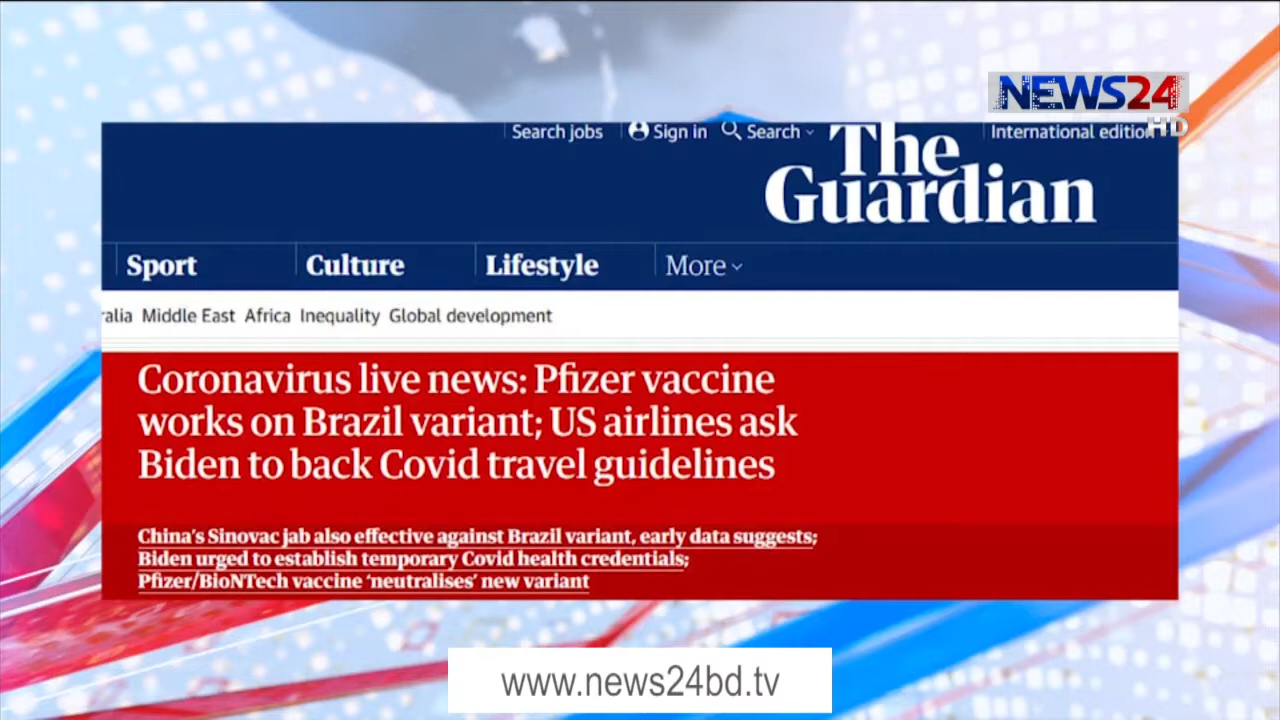 NEWS24
HD
Search jobs Sign in Search International edition
The
Guardian
Sport Culture Lifestyle More
ralia Middle East Africa Inequality Global development
Coronavirus live news: Pfizer vaccine
works on Brazil variant; US airlines ask
Biden to back Covid travel guidelines
China's Sinovac jab also effective against Brazil variant, early data suggests;
Biden urged to establish temporary Covid health credentials;
Pfizer/BioNTech vaccine ‘neutralises’ new variant
www.news24bd.tv